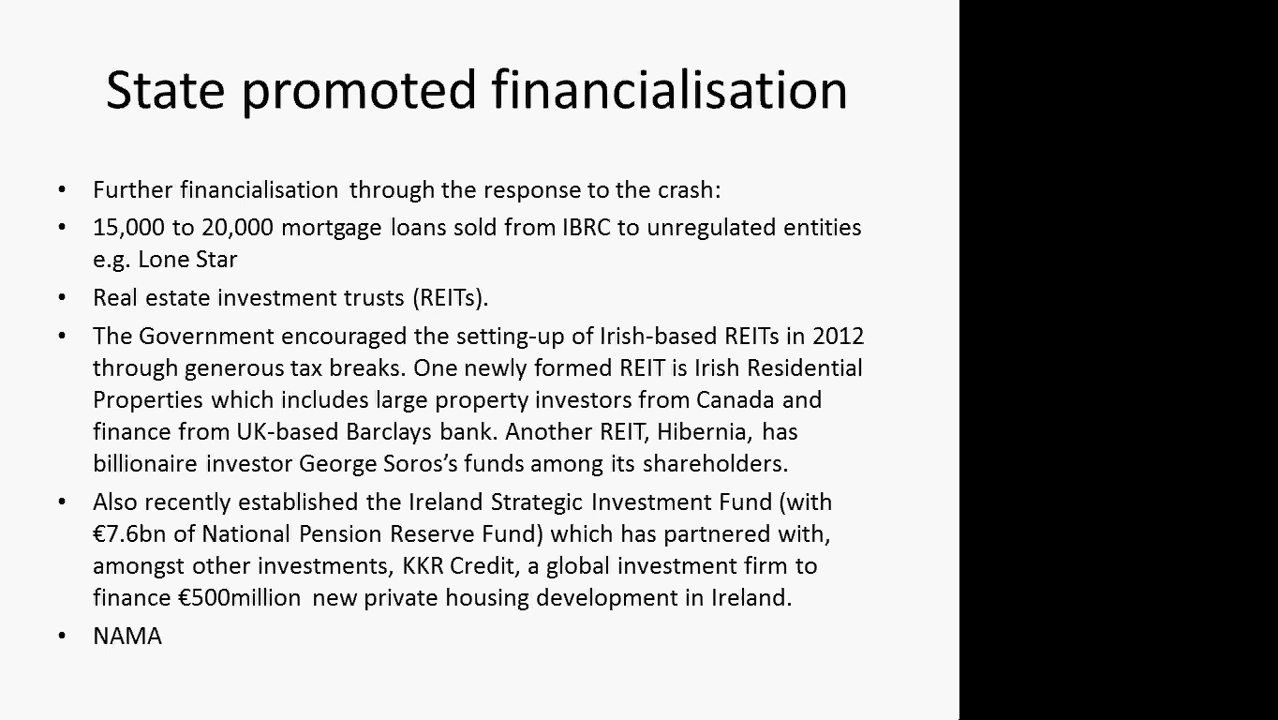 State promoted financialisation
• Further financialisation through the response to the crash:
• 15,000 to 20,000 mortgage loans sold from IBRC to unregulated entities
e.g. Lone Star
• Real estate investment trusts (REITs).
• The Government encouraged the setting-up of Irish-based REITs in 2012
through generous tax breaks. One newly formed REIT is Irish Residential
Properties which includes large property investors from Canada and
finance from UK-based Barclays bank. Another REIT, Hibernia, has
billionaire investor George Soros’s funds among its shareholders.
• Also recently established the Ireland Strategic Investment Fund (with
€7.6bn of National Pension Reserve Fund) which has partnered with,
amongst other investments, KKR Credit, a global investment firm to
finance €500million new private housing development in Ireland.
• NAMA